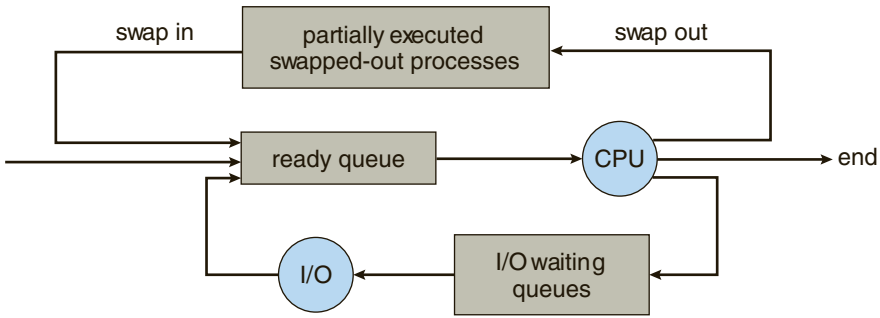 swap in
partially executed
swapped-out processes
swap out
ready queue
CPU
end
I/O
I/O waiting
queues